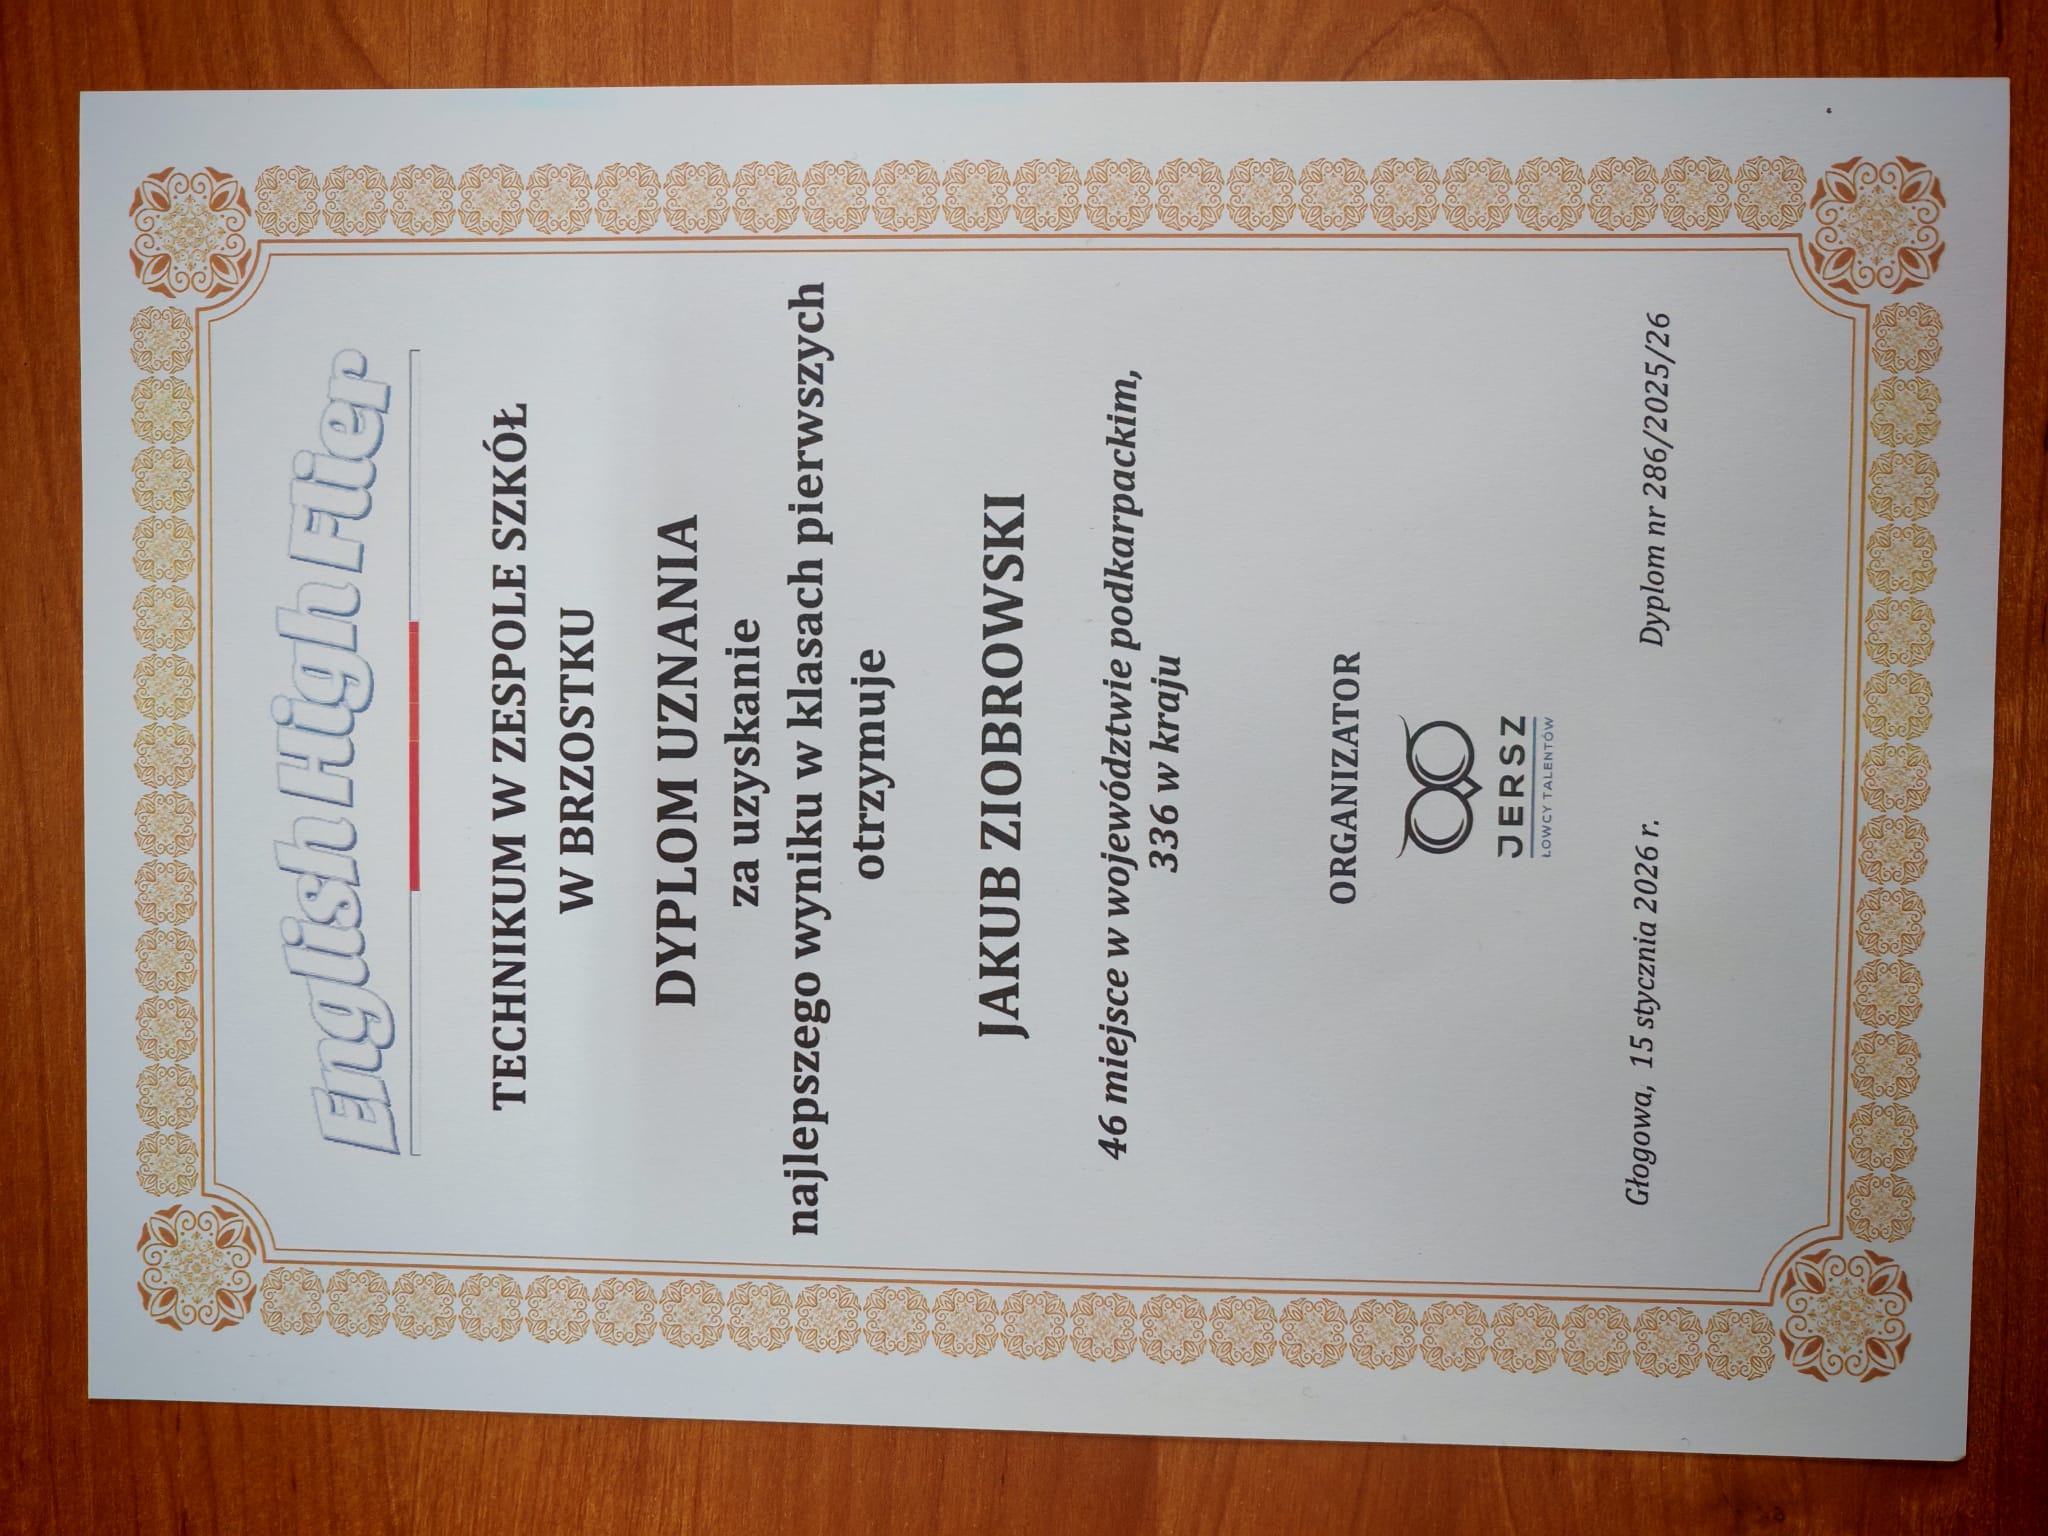 English High Flier
TECHNIKUM W ZESPOLE SZKÓŁ
W BRZOSTKU
DYPLOM UZNANIA
za uzyskanie
najlepszego wyniku w klasach pierwszych
otrzymuje
JAKUB ZIOBROWSKI
46 miejsce w województwie podkarpackim,
336 w kraju
ORGANIZATOR
JERSZ
ŁOWCY TALENTÓW
Głogowa, 15 stycznia 2026 r.
Dyplom nr 286/2025/26